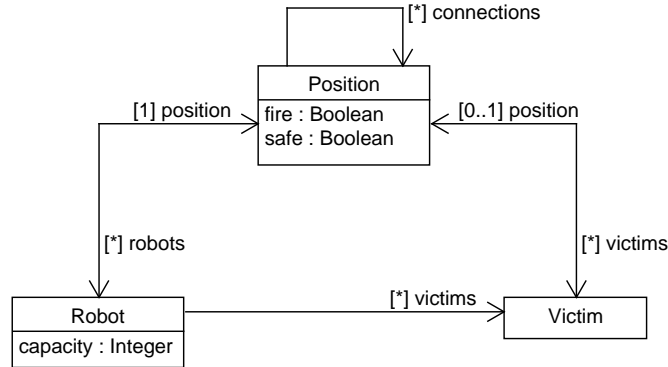 [*] connections
Position
[1] position
fire : Boolean
[0..1] position
safe : Boolean
[*] robots
[*] victims
[*] victims
Robot
Victim
capacity : Integer